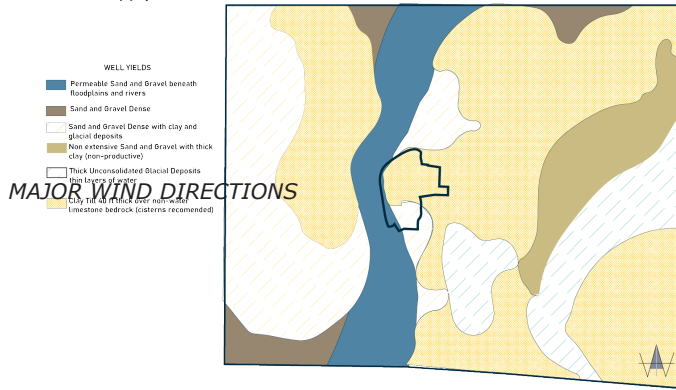 WELL YIELDS
Permeable Sand and Gravel beneath
floodplains and rivers
Sand and Gravel Dense
Sand and Gravel Dense with clay and
glacial deposits
Non extensive Sand and Gravel with thick
clay (non-productive)
Thick Unconsolidated Glacial Deposits
thin layers of water
MAJOR WIND DIRECTIONS
Clay Till 40 ft thick over non-water
limestone bedrock (cisterns recomended)